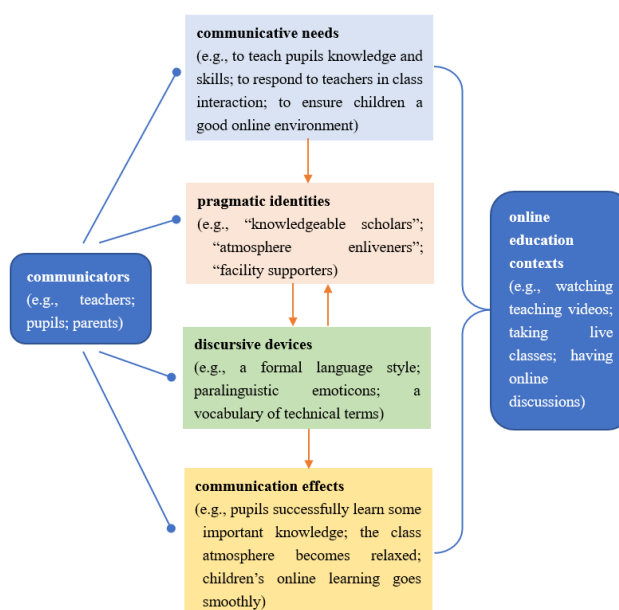 communicative needs
(e.g., to teach pupils knowledge and
skills; to respond to teachers in class
interaction; to ensure children a
good online environment)
pragmatic identities
(e.g., “knowledgeable scholars”;
“atmosphere enliveners”;
“facility supporters)
communicators
(e.g., teachers;
pupils; parents)
discursive devices
(e.g., a formal language style;
paralinguistic emoticons; a
vocabulary of technical terms)
communication effects
(e.g., pupils successfully learn some
important knowledge; the class
atmosphere becomes relaxed;
children’s online learning goes
smoothly)
online
education
contexts
(e.g., watching
teaching videos;
taking live
classes; having
online
discussions)